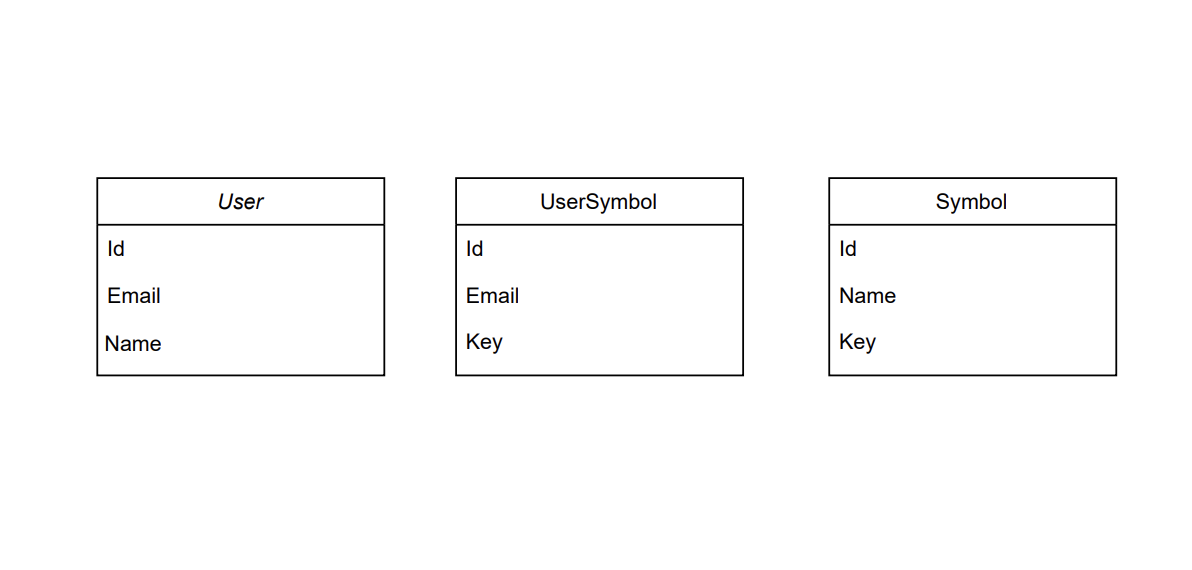 User
Id
Email
Name
UserSymbol
Id
Email
Key
Symbol
Id
Name
Key